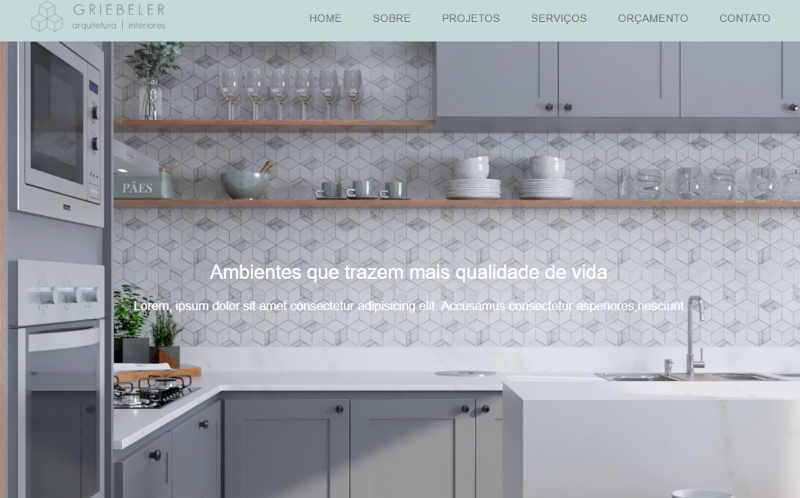 GRIEBELER
arquitetura | interiores
HOME
SOBRE
PROJETOS
SERVIÇOS
ORÇAMENTO
CONTATO
PÃES
Ambientes que trazem mais qualidade de vida
Lorem, ipsum dolor sit amet consectetur adipisicing elit. Accusamus consectetur asperiores,nesciunt